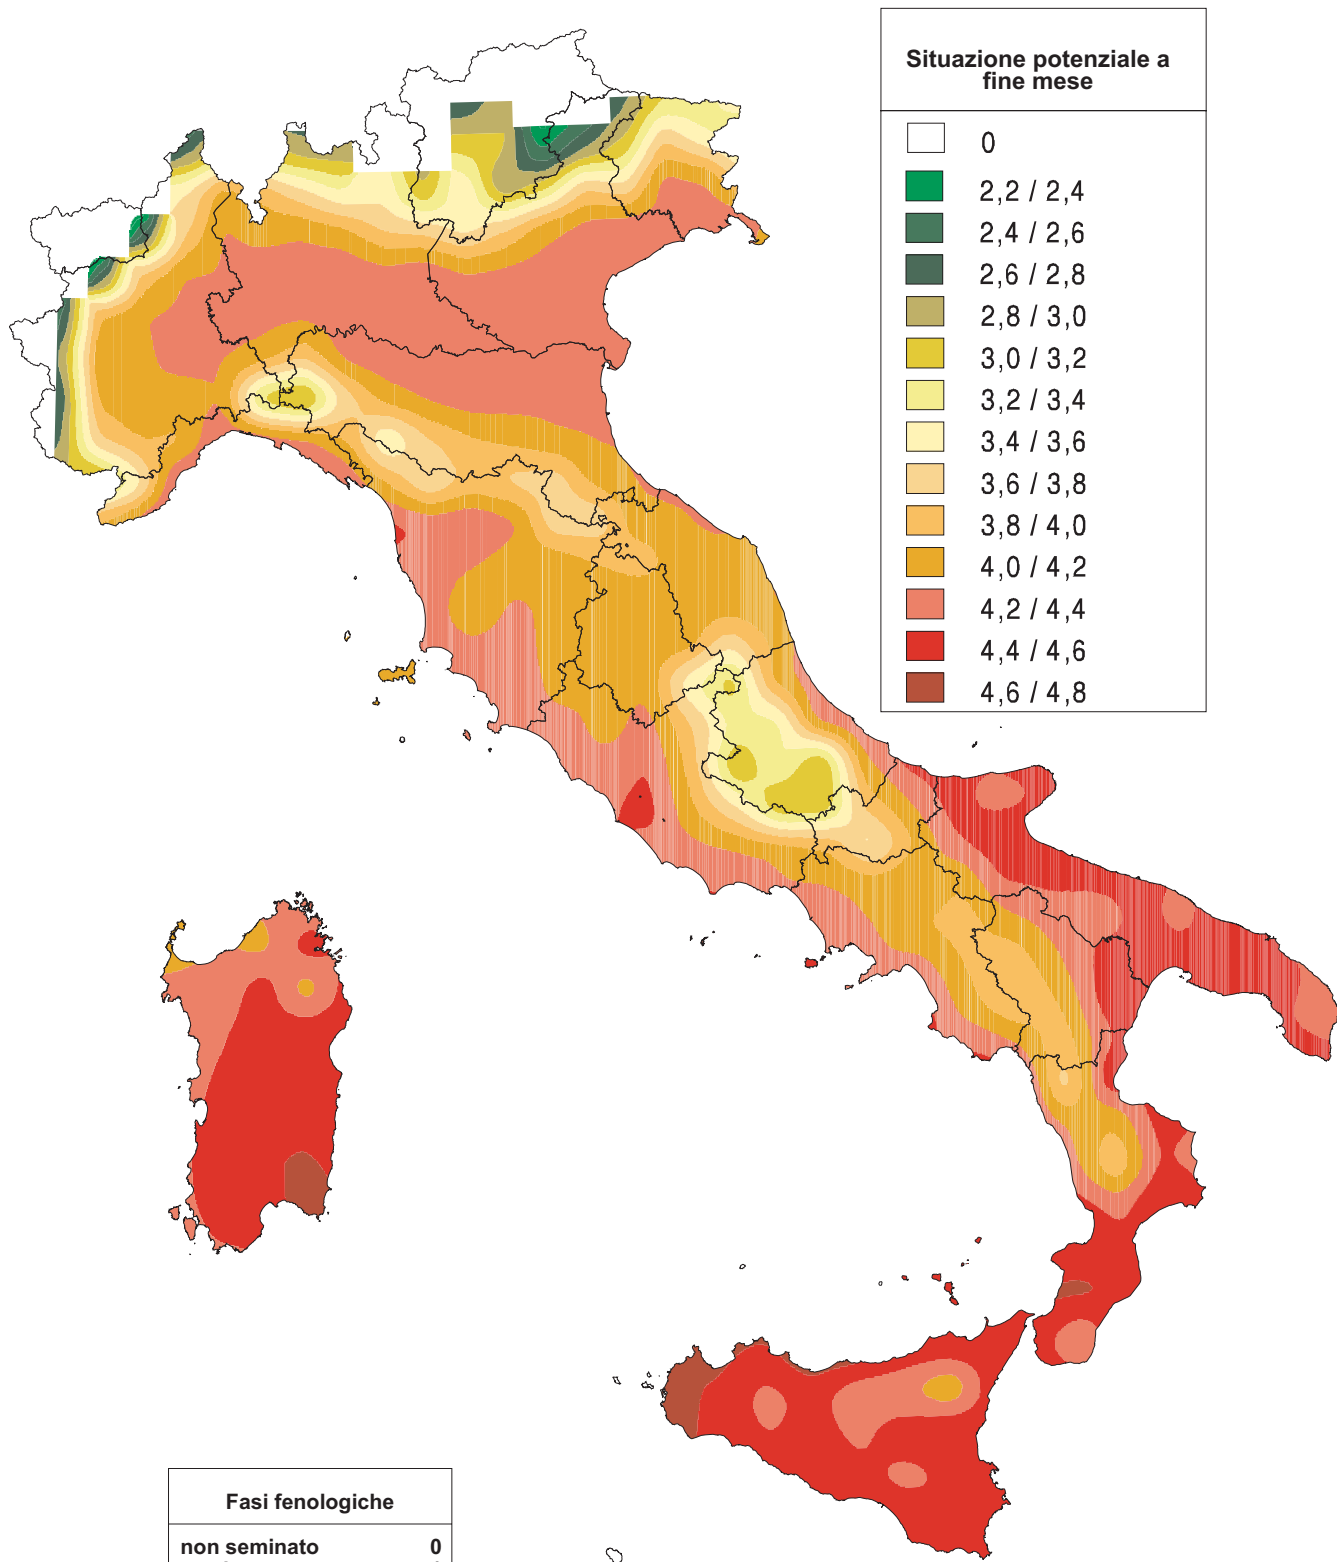 Situazione potenziale a
fine mese
0
2,2 / 2,4
2,4 / 2,6
2,6 / 2,8
2,8 / 3,0
3,0 / 3,2
3,2 / 3,4
3,4 / 3,6
3,6 / 3,8
3,8 / 4,0
4,0 / 4,2
4,2 / 4,4
4,4 / 4,6
4,6 / 4,8
Fasi fenologiche
non seminato 0